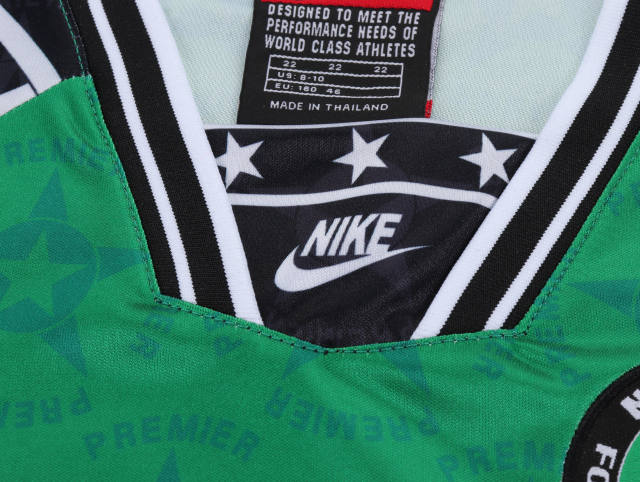 DESIGNED TO MEET THE
PERFORMANCE NEEDS OF
WORLD CLASS ATHLETES
22 22 22
US: 8-10
EU: 180 46
MADE IN THAILAND
NIKE
PREMIER
PREMIER
PREMIER
PREMIER